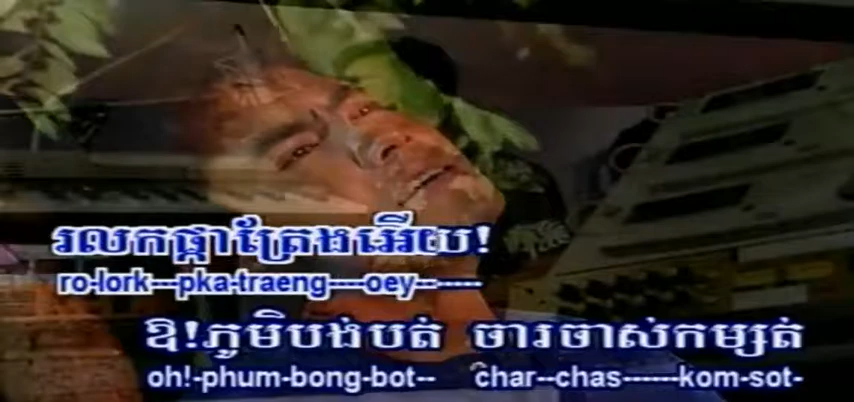 រលកផ្កាត្រែងអើយ!
ro-lork---pka-traeng----oey-------
ឱ!ភូមិបង់បត់ ចារចាស់កម្សត់
oh!-phum-bong-bot-- char--chas-------kom-sot-